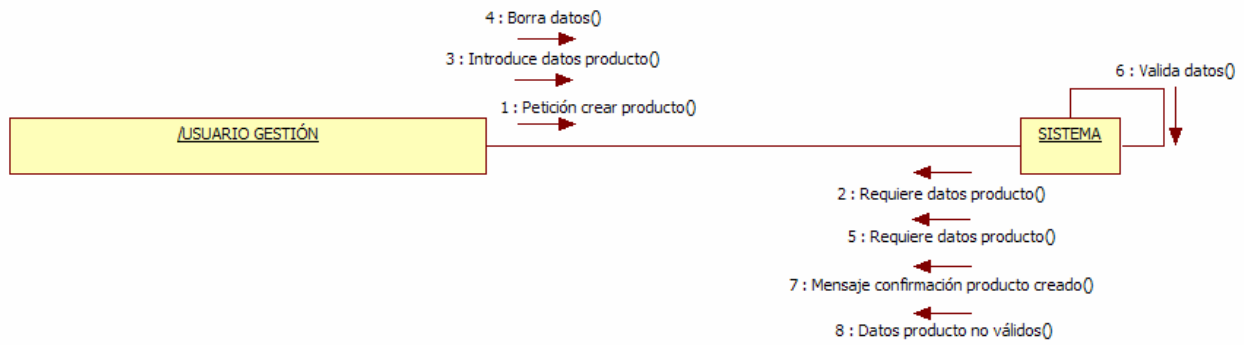 4 : Borra datos()
3 : Introduce datos producto()
6 : Valida datos()
1 : Petición crear producto()
/USUARIO GESTIÓN
SISTEMA
2 : Requiere datos producto()
5 : Requiere datos producto()
7 : Mensaje confirmación producto creado()
8 : Datos producto no válidos()